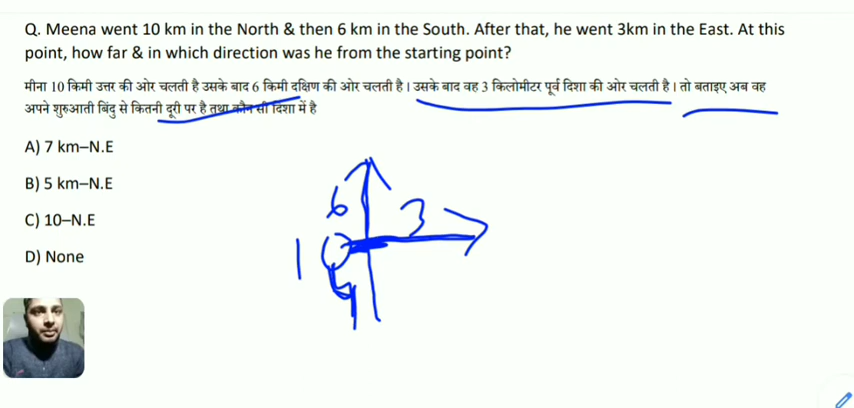 Q. Meena went 10 km in the North & then 6 km in the South. After that, he went 3km in the East. At this
point, how far & in which direction was he from the starting point?
मीना 10 किमी उत्तर की ओर चलती है उसके बाद 6 किमी दक्षिण की ओर चलती है। उसके बाद वह 3 किलोमीटर पूर्व दिशा की ओर चलती है। तो बताइए अब वह
अपने शुरुआती बिंदु से कितनी दूरी पर है तथा कौन सी दिशा में है
A) 7 km–N.E
B) 5 km–N.E
C) 10–N.E
D) None
6
3
10
4